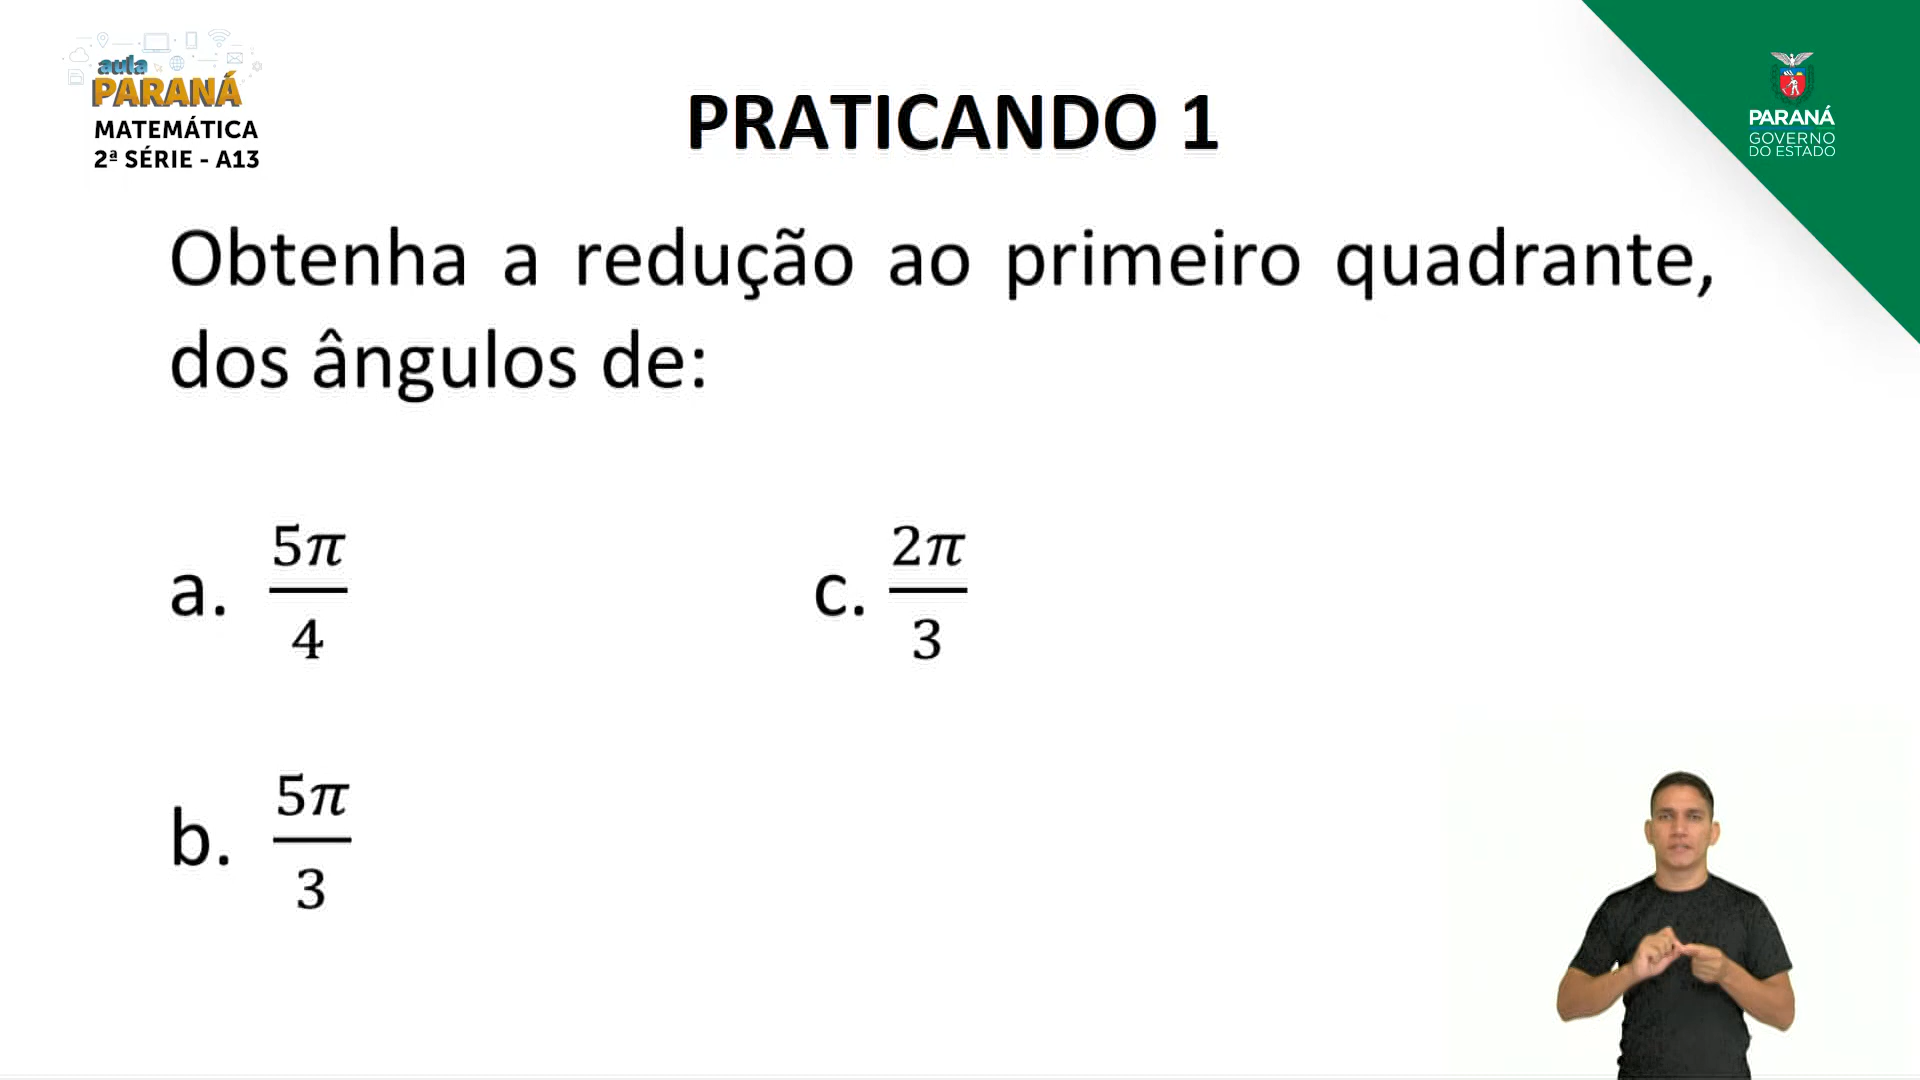 aula
PARANÁ
MATEMÁTICA
2ª SÉRIE - A13
PRATICANDO 1
PARANÁ
GOVERNO
DO ESTADO
Obtenha a redução ao primeiro quadrante,
dos ângulos de:
a. 5π/4
c. 2π/3
b. 5π/3